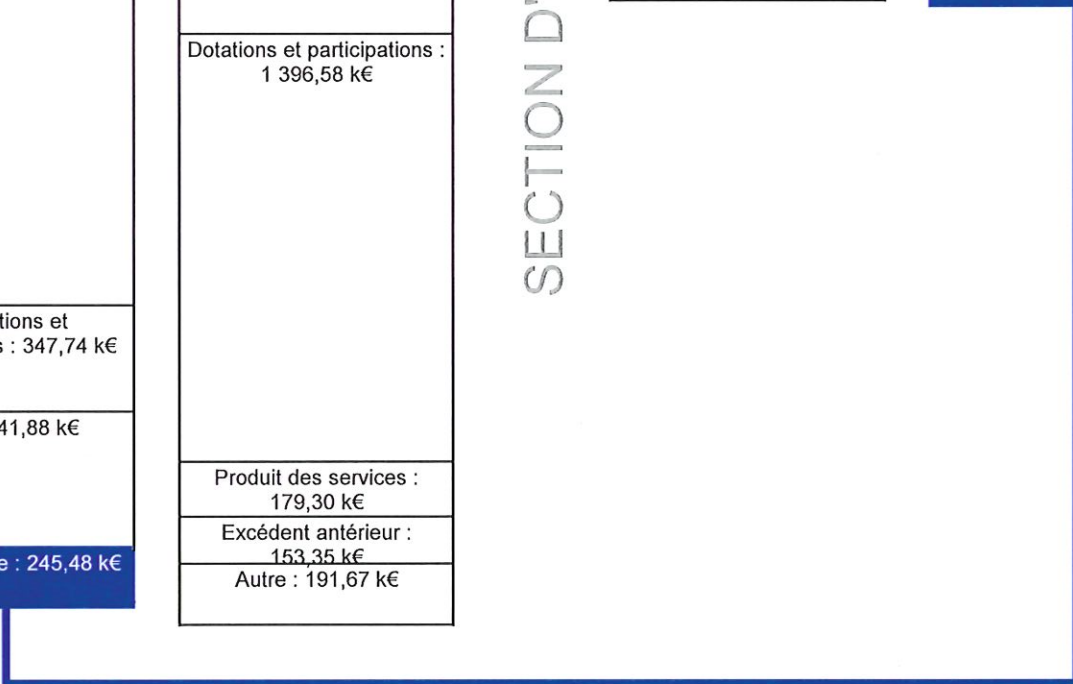 tions et
s : 347,74 k€
41,88 k€
e : 245,48 k€
Dotations et participations :
1 396,58 k€
Produit des services :
179,30 k€
Excédent antérieur :
153,35 k€
Autre : 191,67 k€
SECTION D'